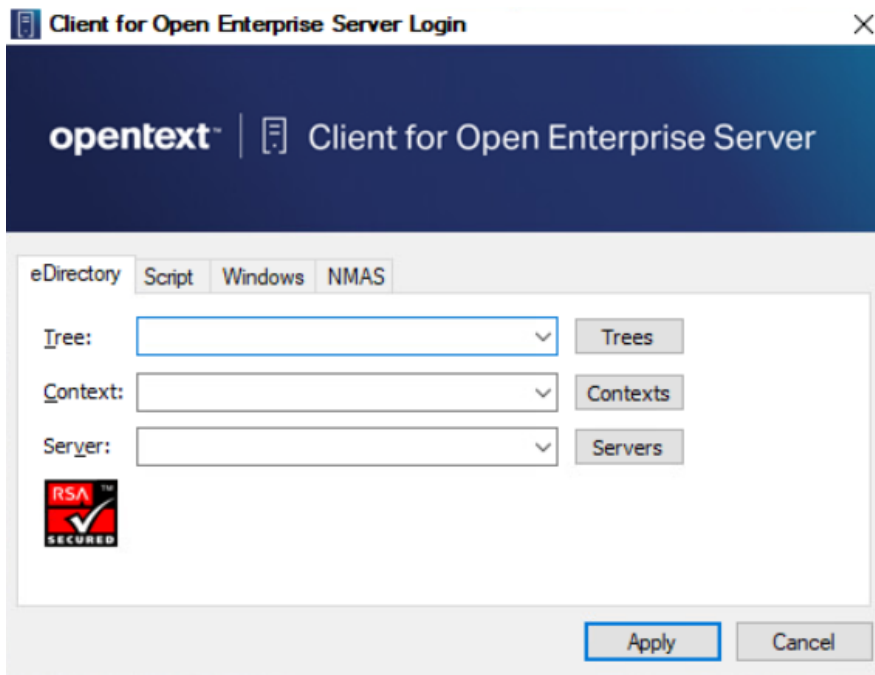 Client for Open Enterprise Server Login
opentext™ | Client for Open Enterprise Server
eDirectory Script Windows NMAS
Tree: Trees
Context: Contexts
Server: Servers
RSA ™
SECURED
Apply Cancel